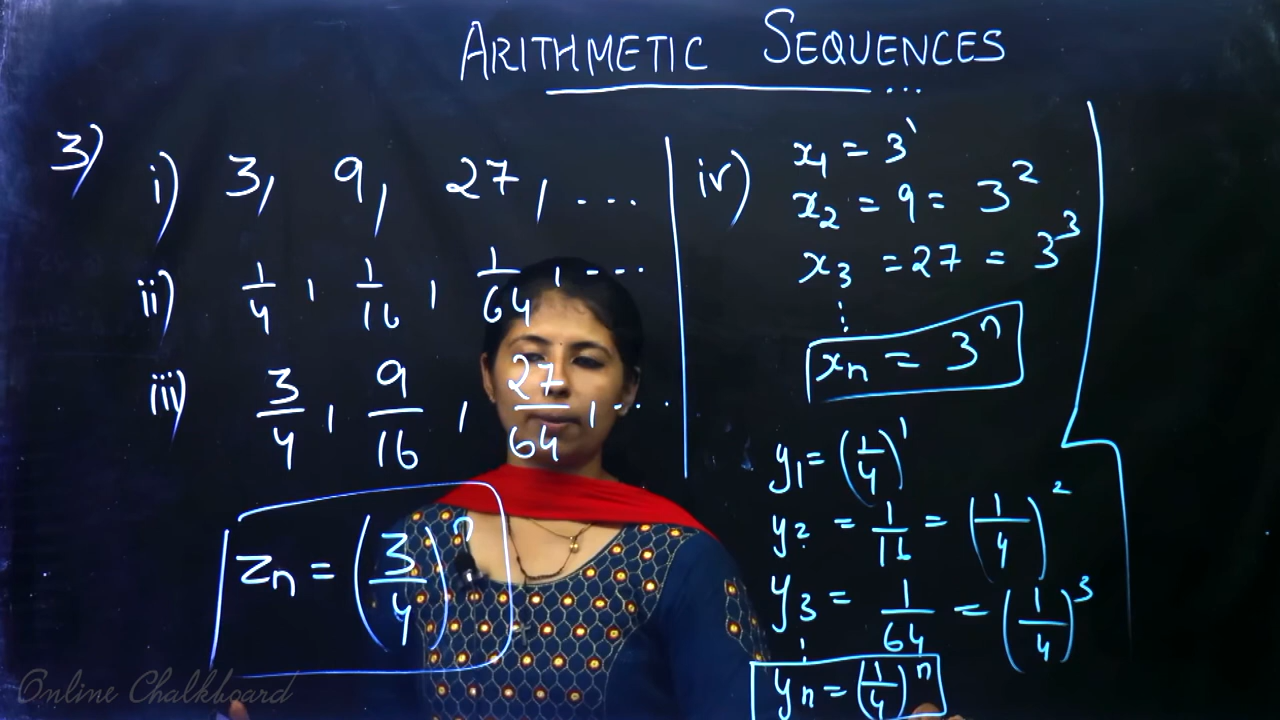 ARITHMETIC SEQUENCES ...
3) i) 3, 9, 27, ...
ii) 1/4, 1/16, 1/64, ...
iii) 3/4, 9/16, 27/64, ...
zn = (3/4)^n
iv) x1 = 3^1
x2 = 9 = 3^2
x3 = 27 = 3^3
⋮
xn = 3^n
y1 = (1/4)^1
y2 = 1/16 = (1/4)^2
y3 = 1/64 = (1/4)^3
⋮
yn = (1/4)^n
Online Chalkboard